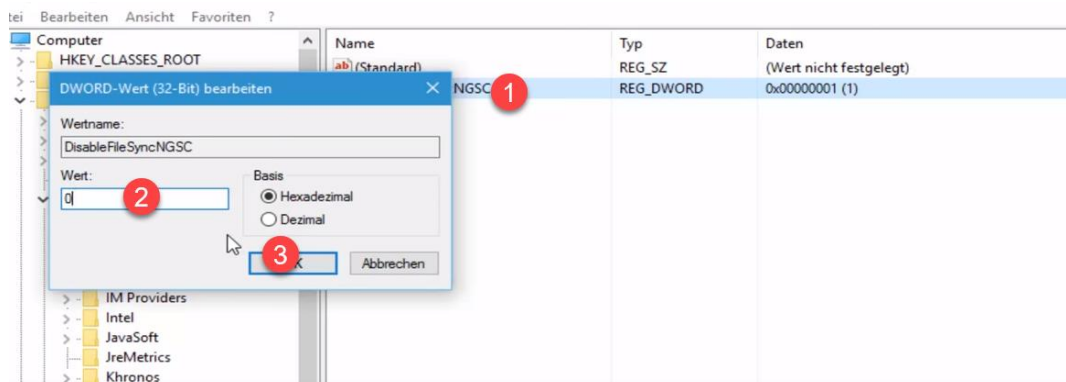 tei Bearbeiten Ansicht Favoriten ?
Computer
HKEY_CLASSES_ROOT
Name Typ Daten
ab (Standard) REG_SZ (Wert nicht festgelegt)
NGSC 1 REG_DWORD 0x00000001 (1)
DWORD-Wert (32-Bit) bearbeiten
Wertname:
DisableFileSyncNGSC
Wert: Basis
0 2 Hexadezimal
Dezimal
3 K Abbrechen
IM Providers
Intel
JavaSoft
JreMetrics
Khronos